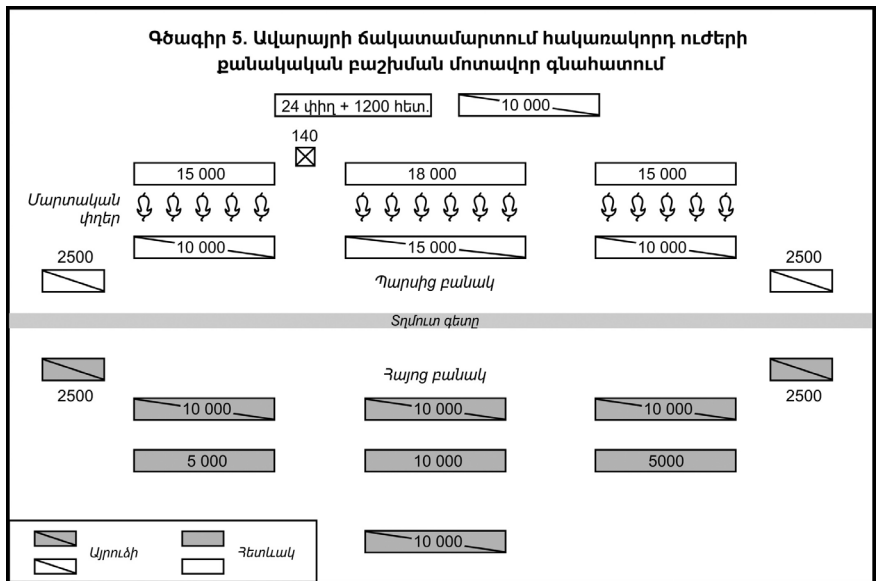 Գծագիր 5. Ավարայրի ճակատամարտում հակառակորդ ուժերի
քանակական բաշխման մոտավոր գնահատում
24 փիղ + 1200 հետ.
10 000
140
15 000
18 000
15 000
Մարտական
փղեր
10 000
15 000
10 000
2500
2500
Պարսից բանակ
Տղմուտ գետը
Հայոց բանակ
2500
2500
10 000
10 000
10 000
5 000
10 000
5000
10 000
Այրուձի
Հետևակ